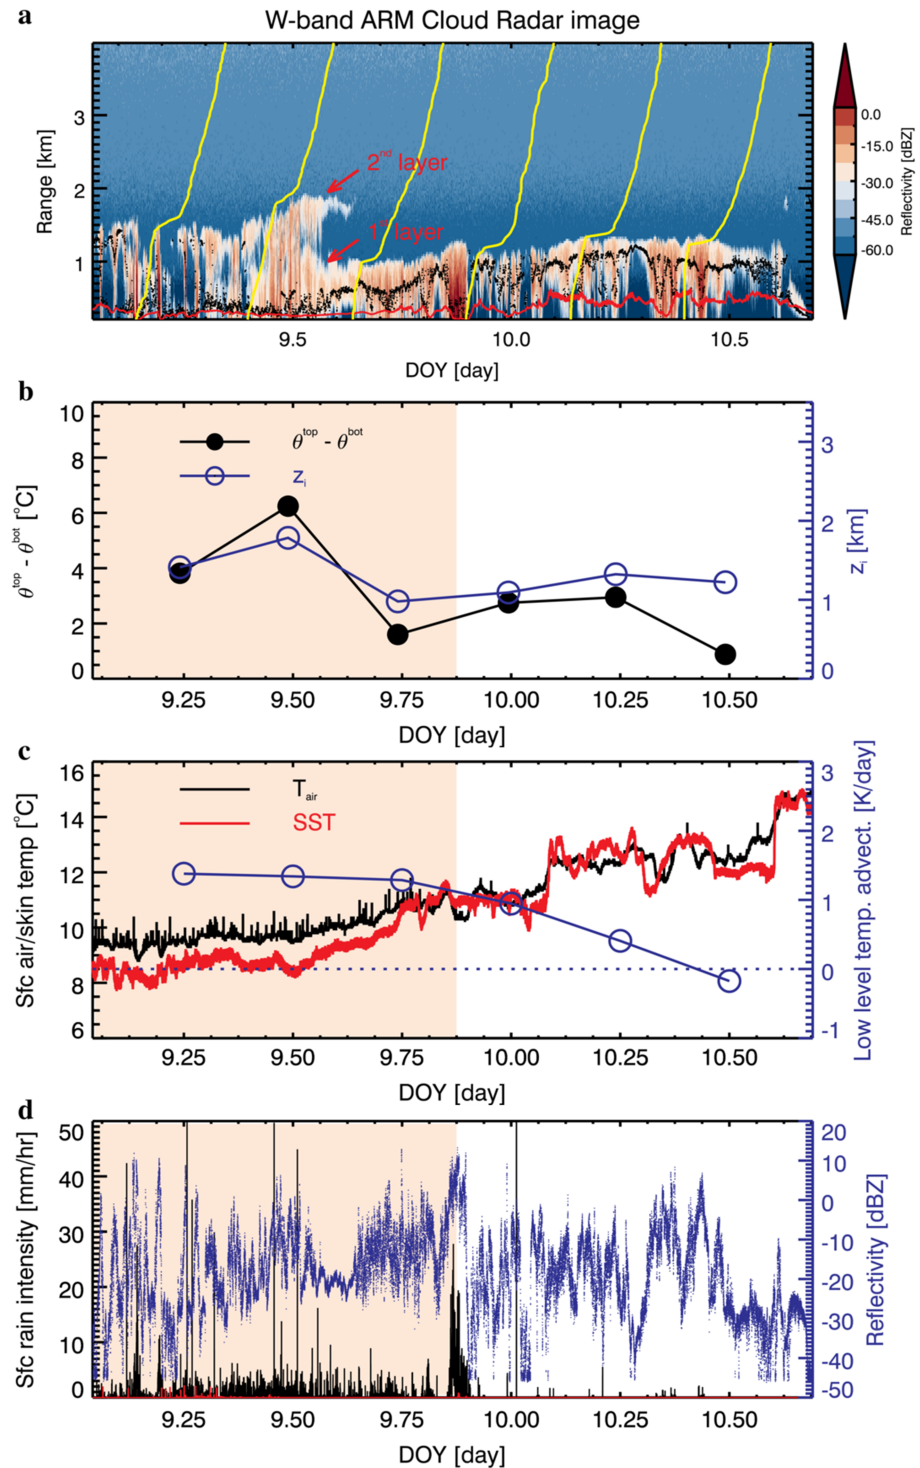 a
W-band ARM Cloud Radar image
Range [km]
3
2
1
2nd layer
1st layer
9.5 10.0 10.5
DOY [day]
0.0
-15.0
-30.0
-45.0
-60.0
Reflectivity [dBZ]
b
θtop - θbot [°C]
10
8
6
4
2
0
θtop - θbot
zi
3
2
1
0
zi [km]
9.25 9.50 9.75 10.00 10.25 10.50
DOY [day]
c
Sfc air/skin temp [°C]
16
14
12
10
8
6
Tair
SST
3
2
1
0
-1
Low level temp. advect. [K/day]
9.25 9.50 9.75 10.00 10.25 10.50
DOY [day]
d
Sfc rain intensity [mm/hr]
50
40
30
20
10
0
20
10
0
-10
-20
-30
-40
-50
Reflectivity [dBZ]
9.25 9.50 9.75 10.00 10.25 10.50
DOY [day]